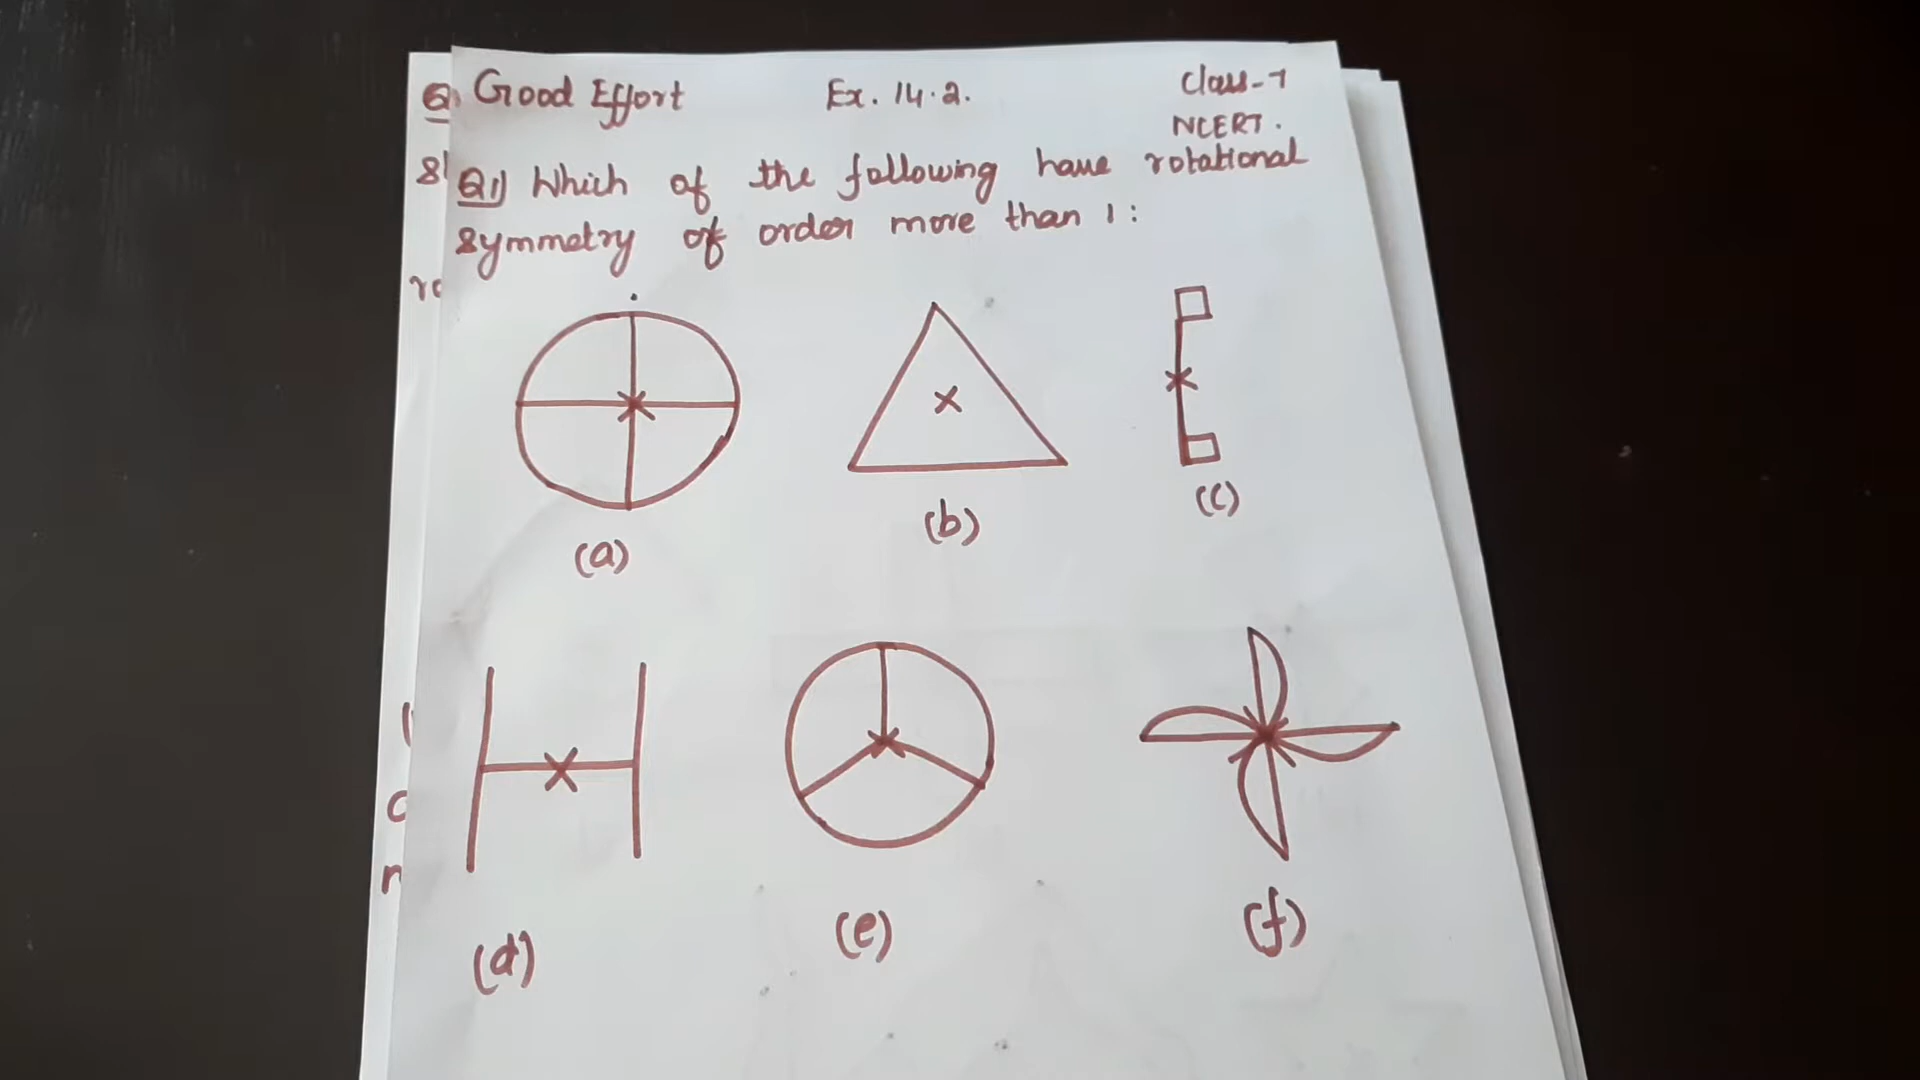 Good Effort Ex. 14.2. Class-7
NCERT.
Q1) Which of the following have rotational
symmetry of order more than 1:
(a) (b) (c)
(d) (e) (f)